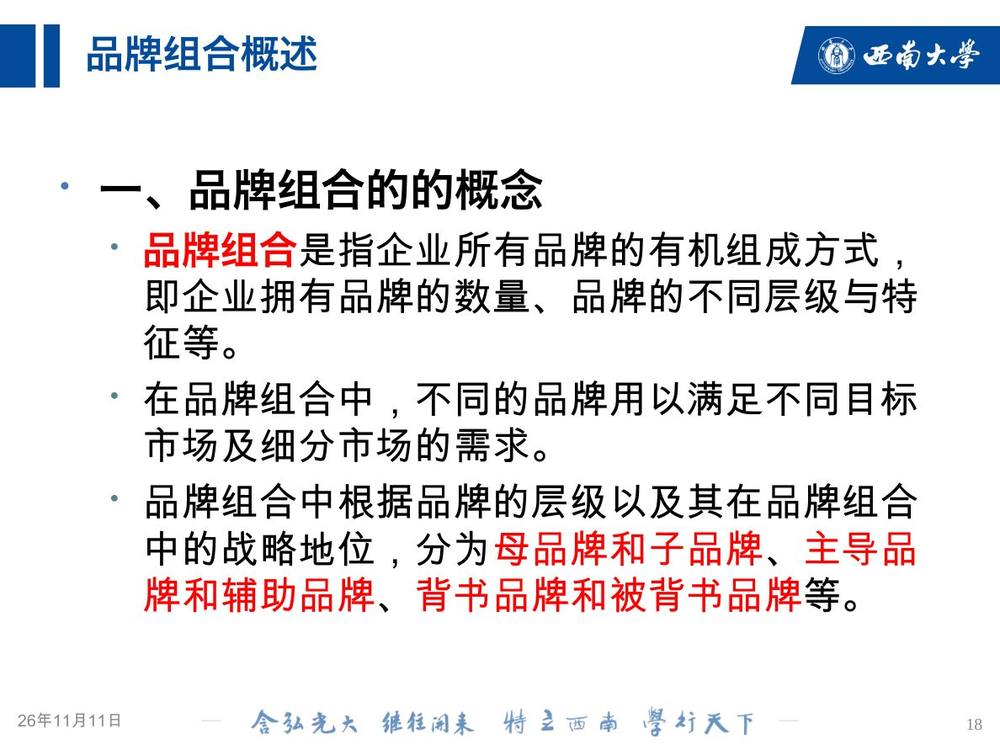 品牌组合概述
西南大学
• 一、品牌组合的的概念
• 品牌组合是指企业所有品牌的有机组成方式，
即企业拥有品牌的数量、品牌的不同层级与特
征等。
• 在品牌组合中，不同的品牌用以满足不同目标
市场及细分市场的需求。
• 品牌组合中根据品牌的层级以及其在品牌组合
中的战略地位，分为母品牌和子品牌、主导品
牌和辅助品牌、背书品牌和被背书品牌等。
26年11月11日
含弘光大 继往开来 特立西南 學行天下
18